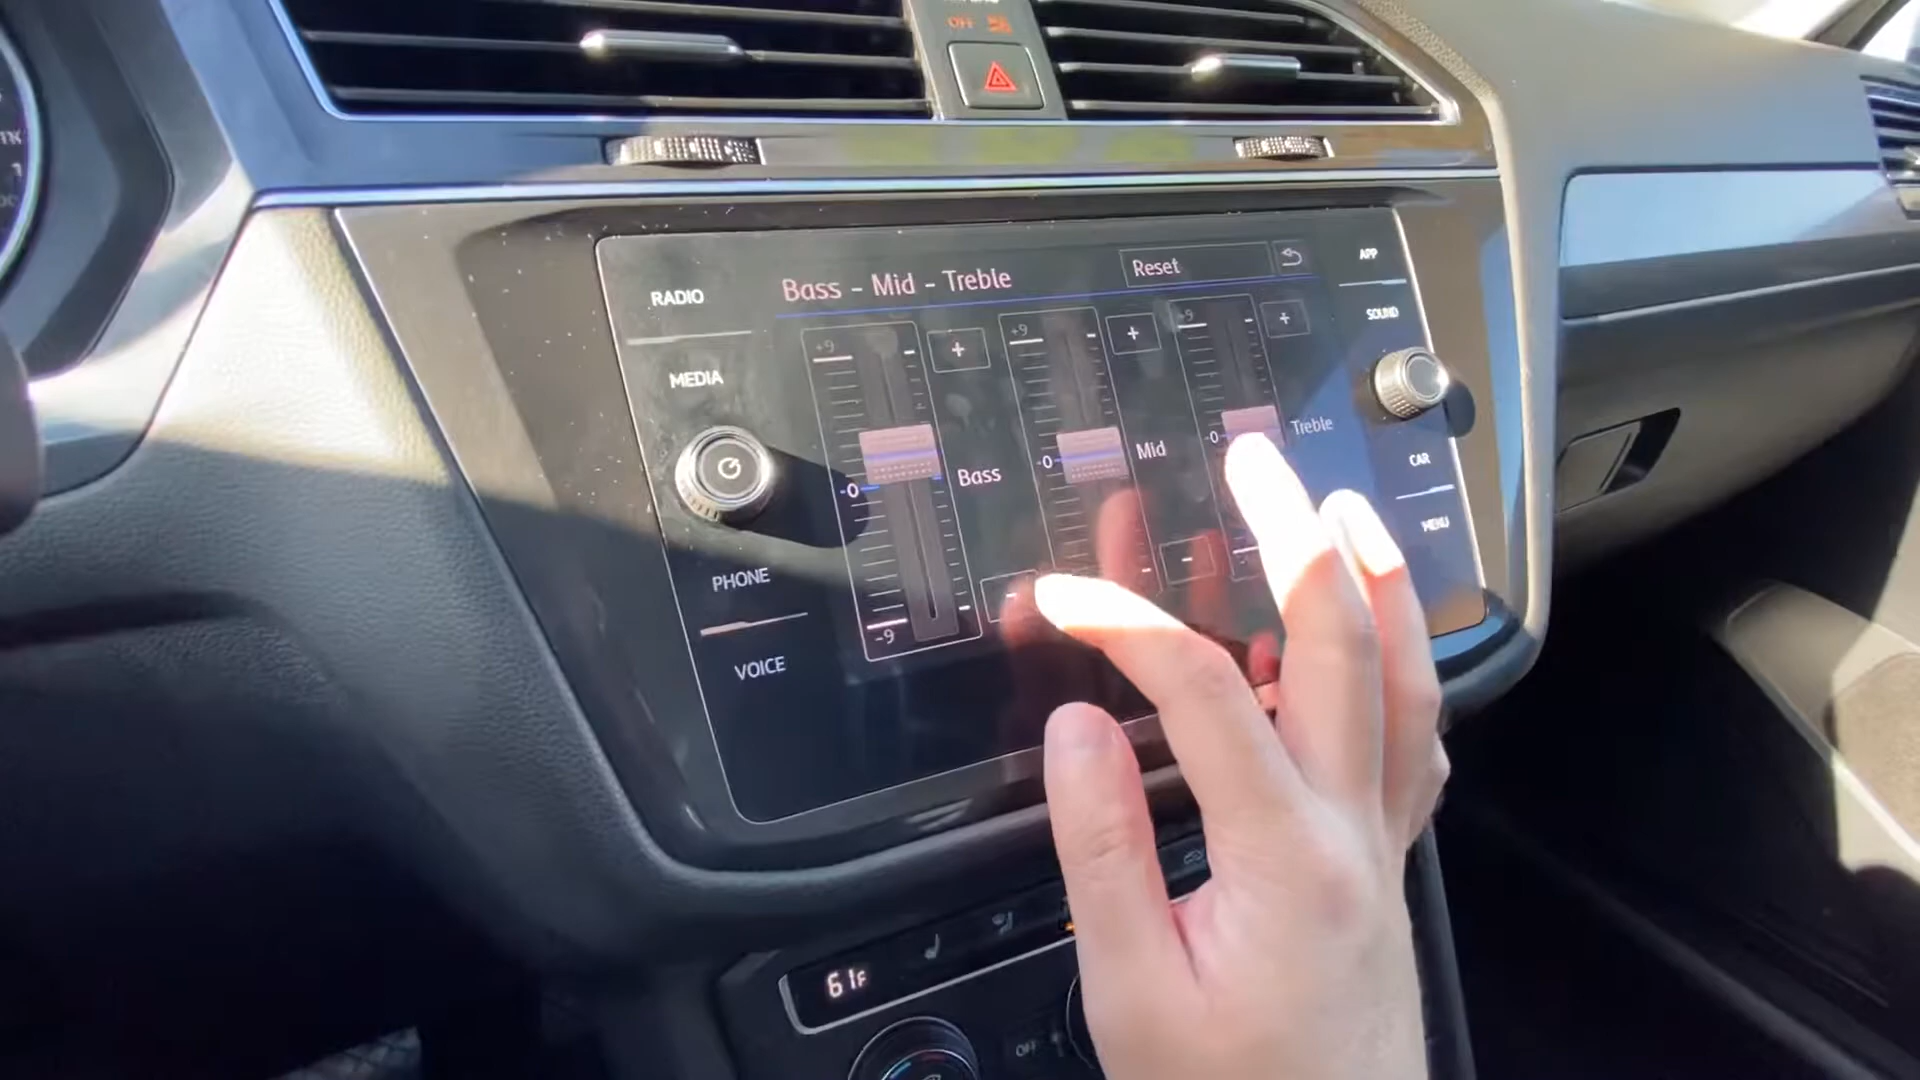 OFF
RADIO
MEDIA
PHONE
VOICE
Bass - Mid - Treble
Reset
+9
+
-0
Bass
-9
-
+9
+
-0
Mid
-
+9
+
-0
Treble
APP
SOUND
CAR
MENU
61F
OFF